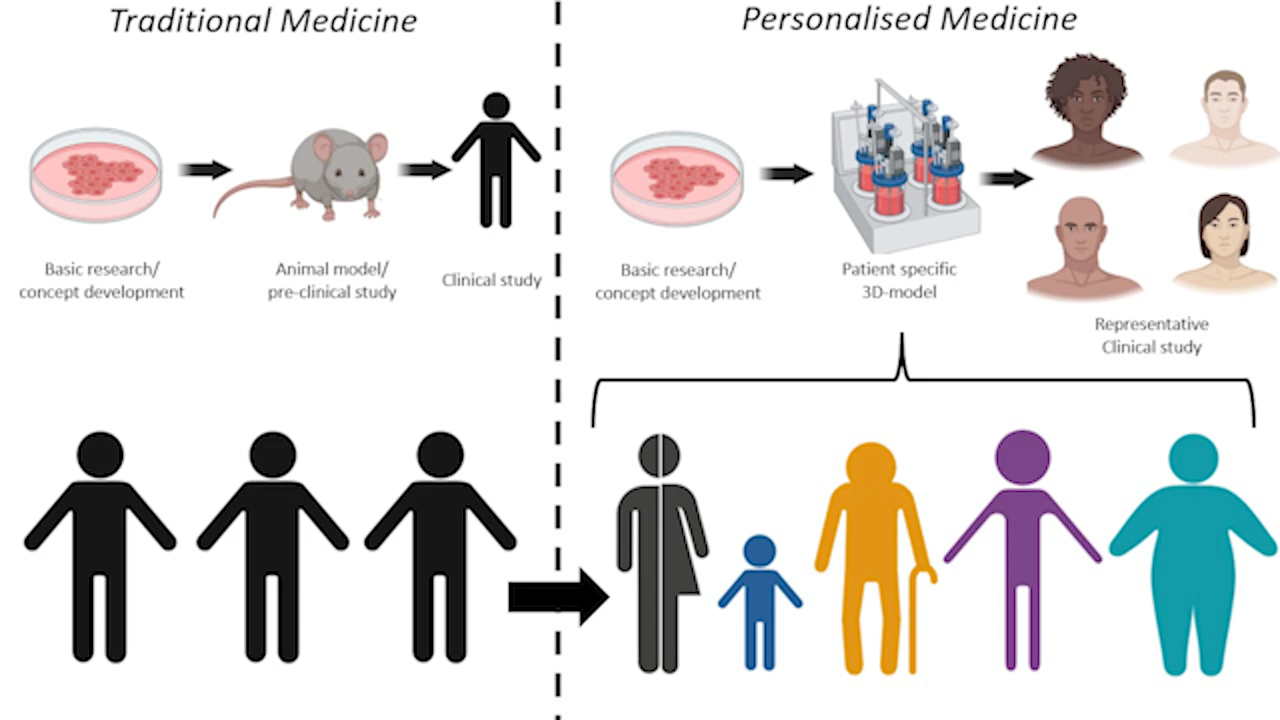 Traditional Medicine
Personalised Medicine
Basic research/
concept development
Animal model/
pre-clinical study
Clinical study
Basic research/
concept development
Patient specific
3D-model
Representative
Clinical study